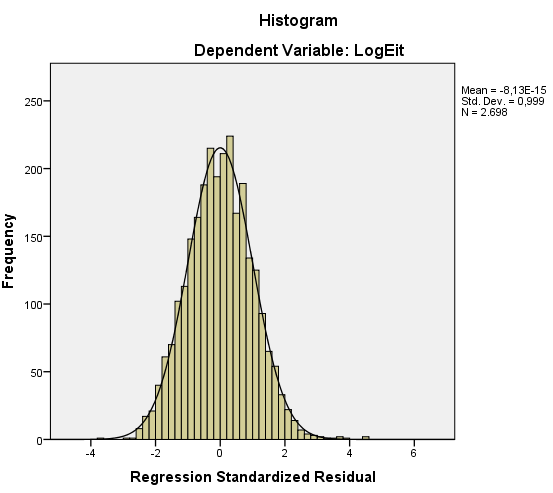 Histogram
Dependent Variable: LogEit
Mean = -8,13E-15
Std. Dev. = 0,999
N = 2.698
Frequency
250
200
150
100
50
0
-4 -2 0 2 4 6
Regression Standardized Residual